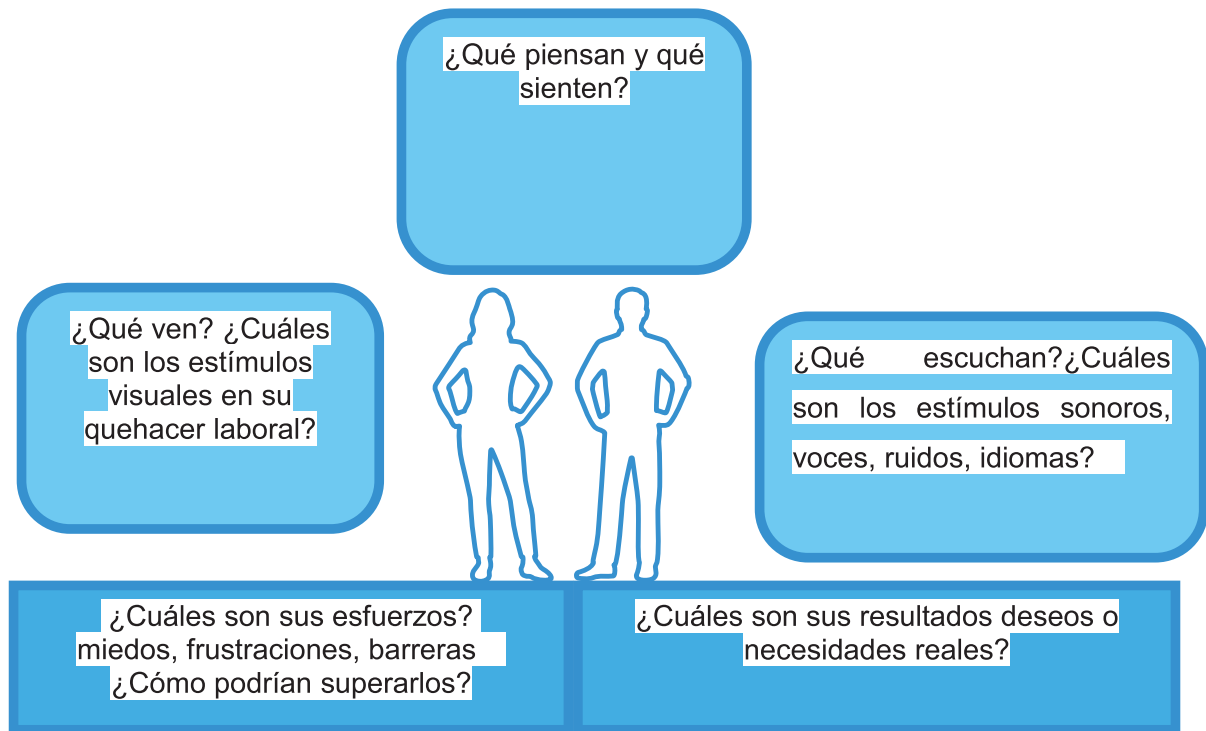 ¿Qué piensan y qué
sienten?
¿Qué ven? ¿Cuáles
son los estímulos
visuales en su
quehacer laboral?
¿Qué escuchan?¿Cuáles
son los estímulos sonoros,
voces, ruidos, idiomas?
¿Cuáles son sus esfuerzos?
miedos, frustraciones, barreras
¿Cómo podrían superarlos?
¿Cuáles son sus resultados deseos o
necesidades reales?